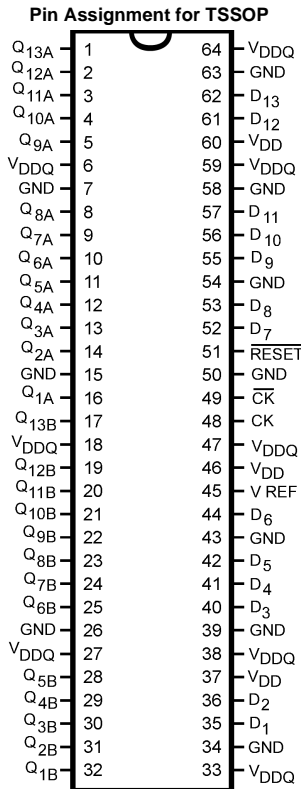 Pin Assignment for TSSOP
Q13A 1 64 VDDQ
Q12A 2 63 GND
Q11A 3 62 D13
Q10A 4 61 D12
Q9A 5 60 VDD
VDDQ 6 59 VDDQ
GND 7 58 GND
Q8A 8 57 D11
Q7A 9 56 D10
Q6A 10 55 D9
Q5A 11 54 GND
Q4A 12 53 D8
Q3A 13 52 D7
Q2A 14 51 RESET
GND 15 50 GND
Q1A 16 49 CK
Q13B 17 48 CK
VDDQ 18 47 VDDQ
Q12B 19 46 VDD
Q11B 20 45 V REF
Q10B 21 44 D6
Q9B 22 43 GND
Q8B 23 42 D5
Q7B 24 41 D4
Q6B 25 40 D3
GND 26 39 GND
VDDQ 27 38 VDDQ
Q5B 28 37 VDD
Q4B 29 36 D2
Q3B 30 35 D1
Q2B 31 34 GND
Q1B 32 33 VDDQ